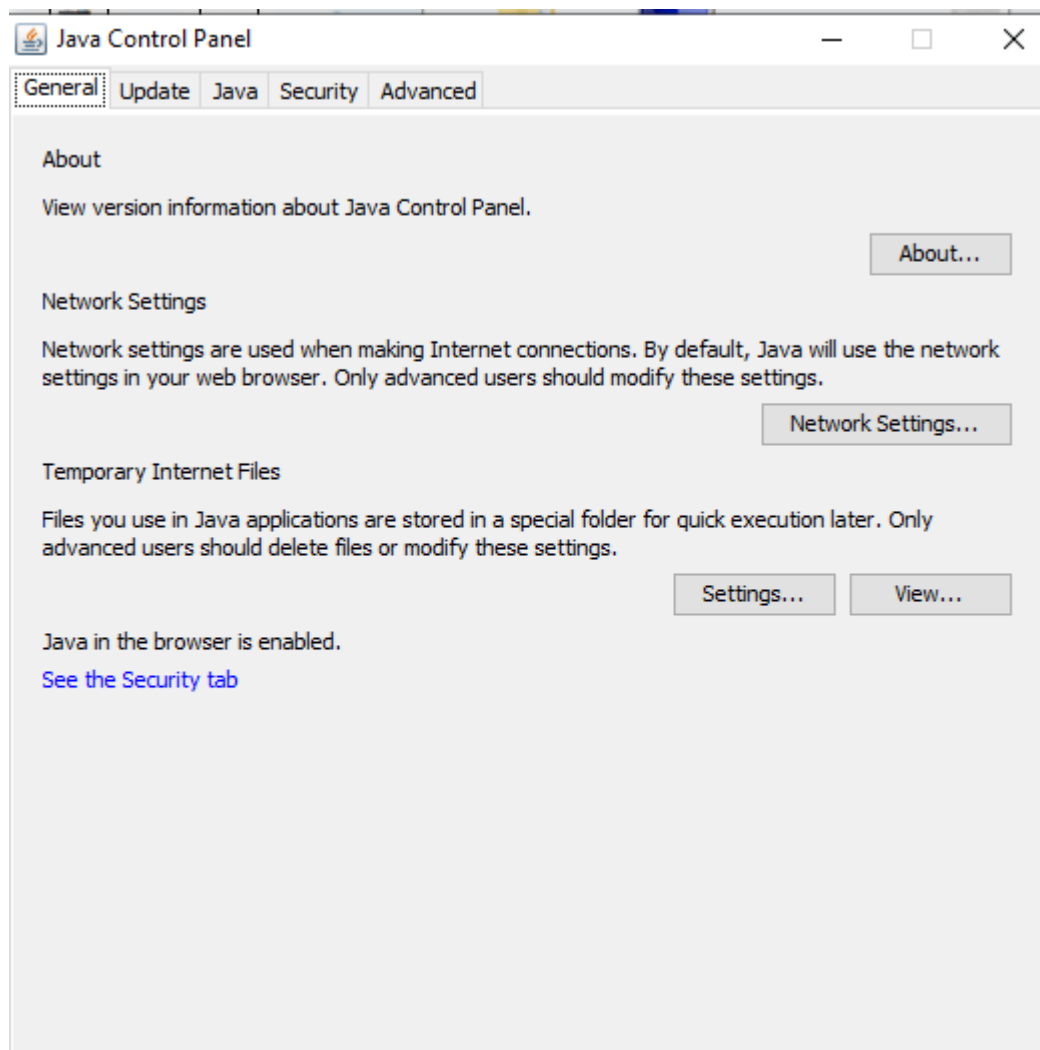 Java Control Panel
General Update Java Security Advanced
About
View version information about Java Control Panel.
About...
Network Settings
Network settings are used when making Internet connections. By default, Java will use the network
settings in your web browser. Only advanced users should modify these settings.
Network Settings...
Temporary Internet Files
Files you use in Java applications are stored in a special folder for quick execution later. Only
advanced users should delete files or modify these settings.
Settings... View...
Java in the browser is enabled.
See the Security tab